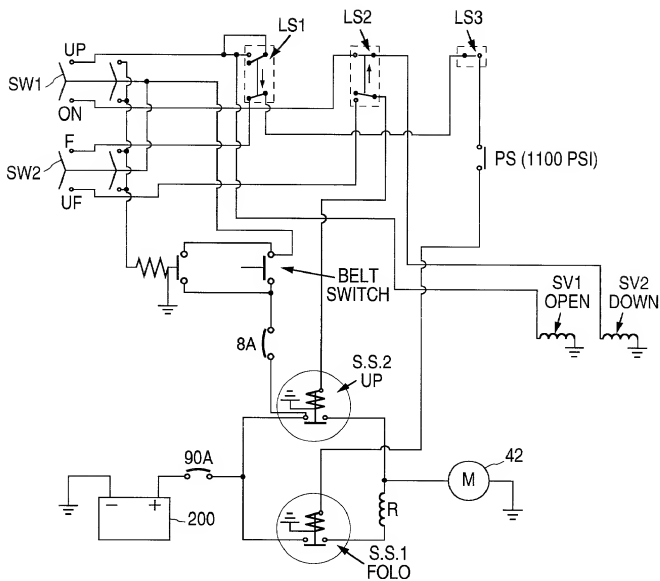 LS1
LS2
LS3
UP
SW1
ON
F
SW2
UF
PS (1100 PSI)
BELT
SWITCH
SV1
OPEN
SV2
DOWN
8A
S.S.2
UP
90A
42
M
− +
200
R
S.S.1
FOLO